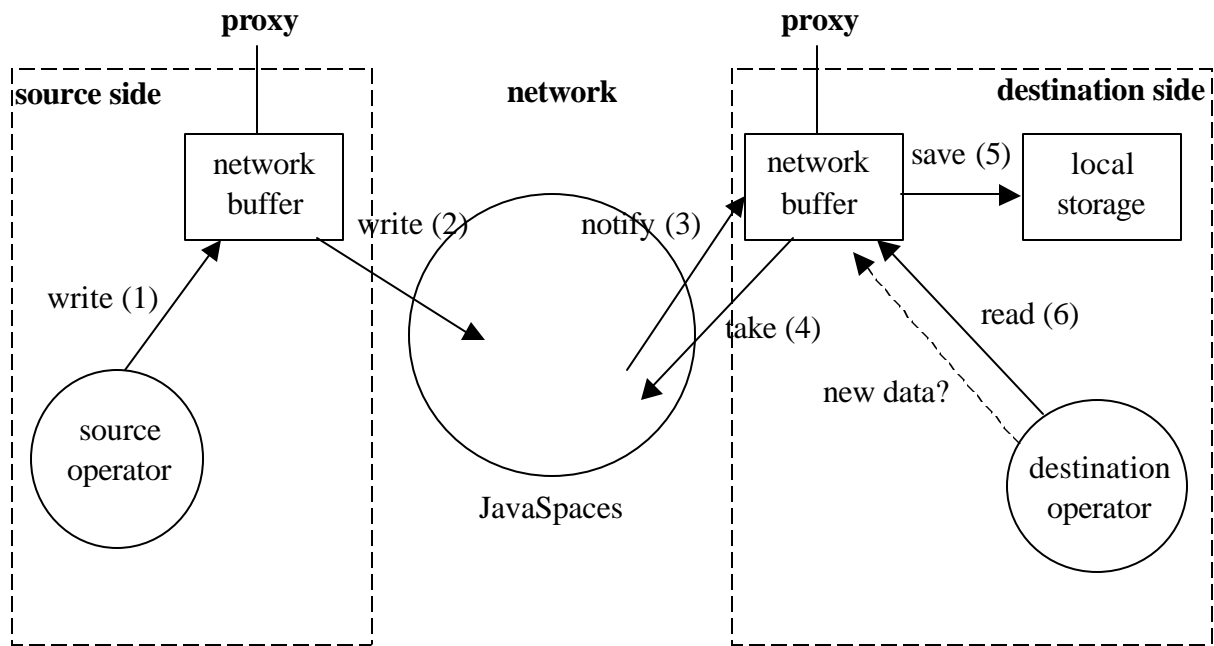 proxy
proxy
source side
network
destination side
network
buffer
network
buffer
save (5)
local
storage
write (2)
notify (3)
write (1)
take (4)
read (6)
new data?
source
operator
destination
operator
JavaSpaces